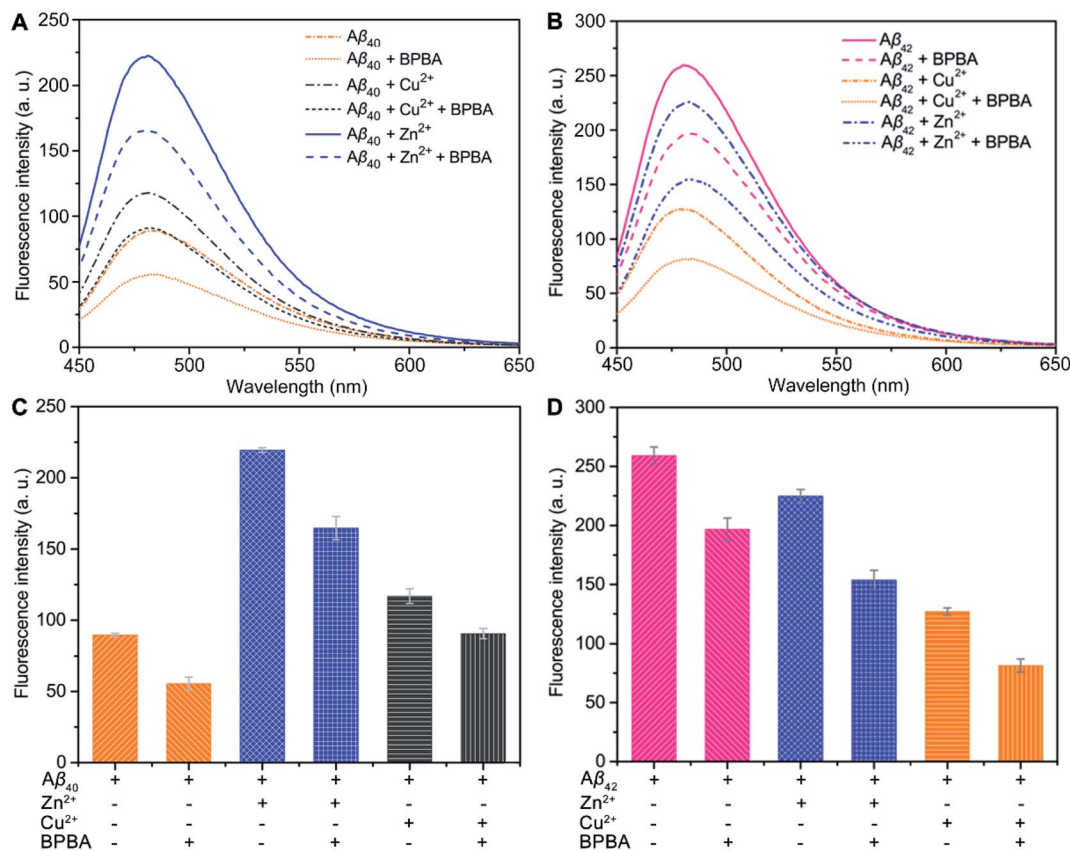 A
Aβ40
Aβ40 + BPBA
Aβ40 + Cu2+
Aβ40 + Cu2+ + BPBA
Aβ40 + Zn2+
Aβ40 + Zn2+ + BPBA
Fluorescence intensity (a. u.)
250
200
150
100
50
0
450 500 550 600 650
Wavelength (nm)
B
Aβ42
Aβ42 + BPBA
Aβ42 + Cu2+
Aβ42 + Cu2+ + BPBA
Aβ42 + Zn2+
Aβ42 + Zn2+ + BPBA
Fluorescence intensity (a. u.)
300
250
200
150
100
50
0
450 500 550 600 650
Wavelength (nm)
C
Fluorescence intensity (a. u.)
250
200
150
100
50
0
Aβ40 + + + + + +
Zn2+ - - + + - -
Cu2+ - - - - + +
BPBA - + - + - +
D
Fluorescence intensity (a. u.)
300
250
200
150
100
50
0
Aβ42 + + + + + +
Zn2+ - - + + - -
Cu2+ - - - - + +
BPBA - + - + - +